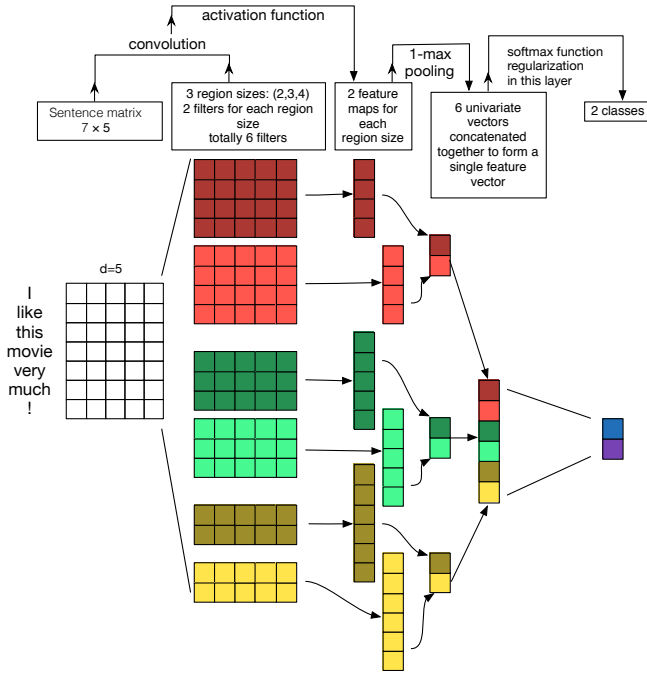 activation function
convolution
1-max
pooling
softmax function
regularization
in this layer
Sentence matrix
7 × 5
3 region sizes: (2,3,4)
2 filters for each region
size
totally 6 filters
2 feature
maps for
each
region size
6 univariate
vectors
concatenated
together to form a
single feature
vector
2 classes
d=5
I
like
this
movie
very
much
!